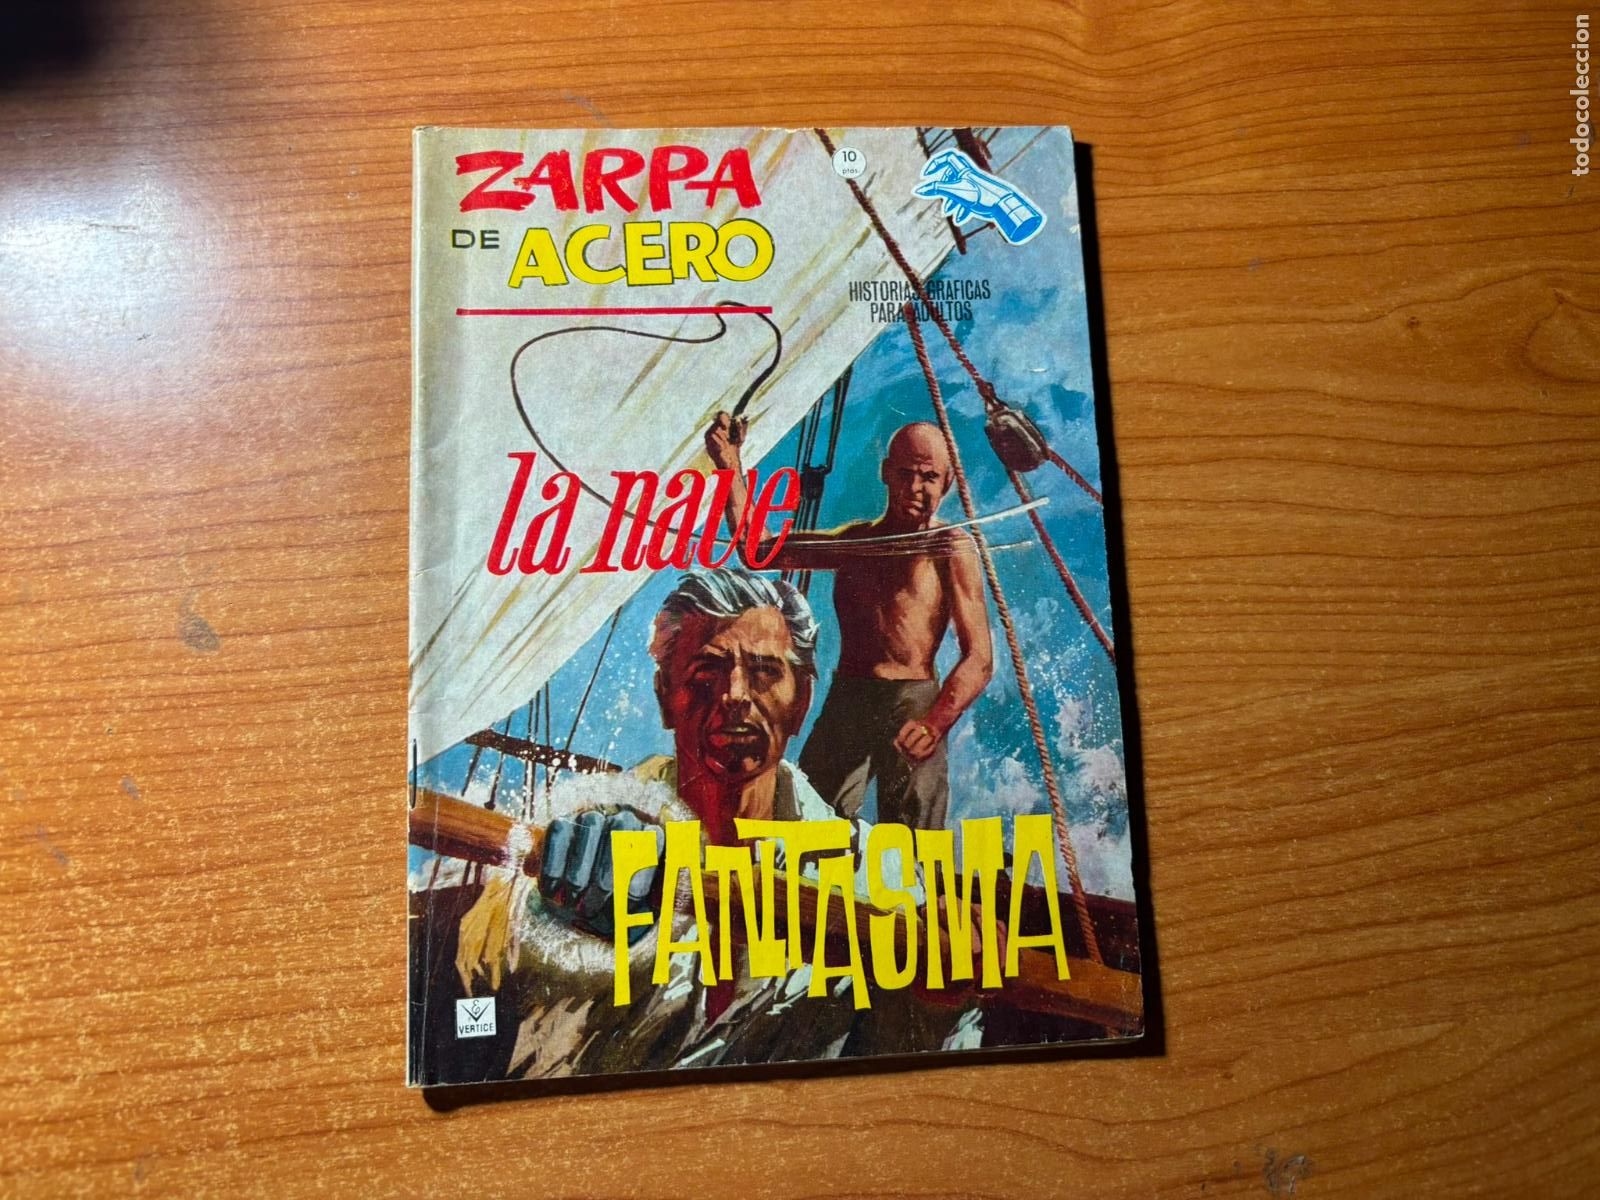 ZARPA
DE ACERO
10
ptas.
HISTORIAS GRAFICAS
PARA ADULTOS
la nave
FANTASMA
E
V
VERTICE
todocoleccion